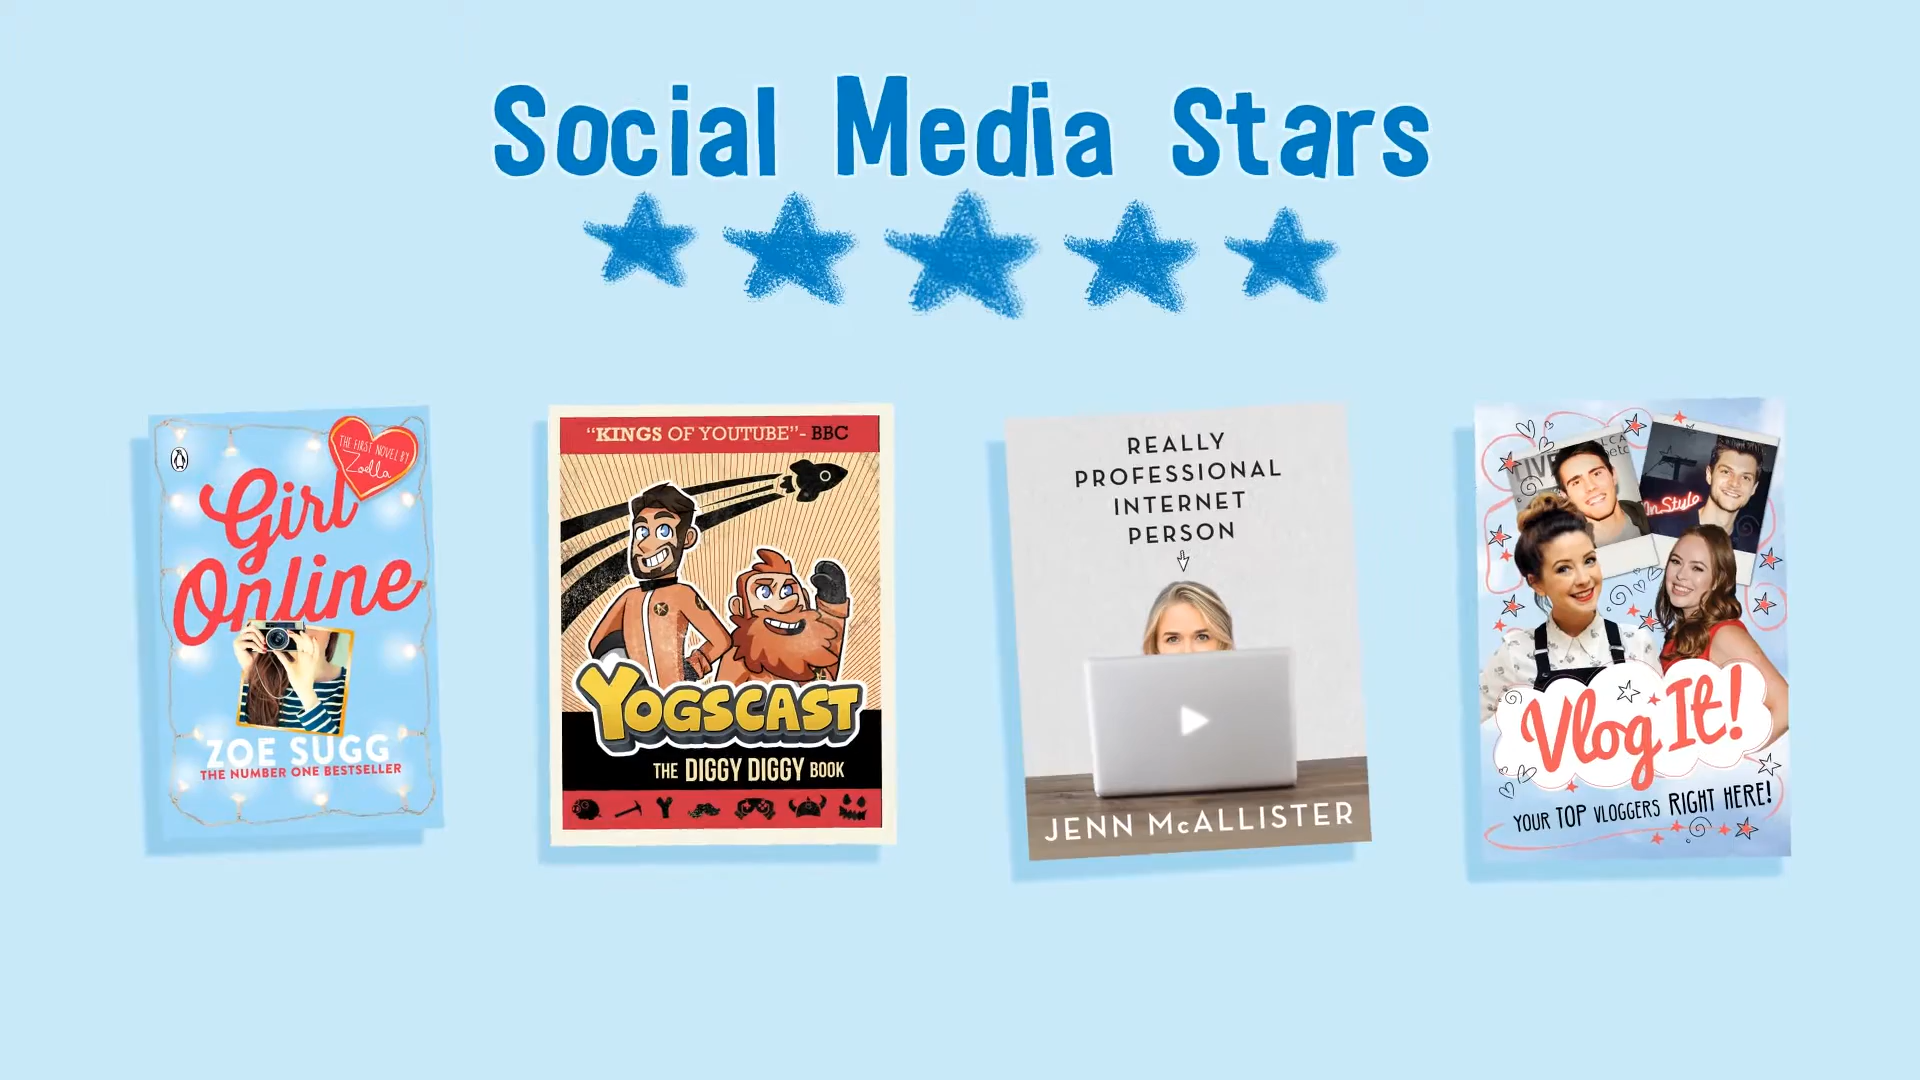 Social Media Stars
THE FIRST NOVEL BY
Zoella
Girl
Online
ZOE SUGG
THE NUMBER ONE BESTSELLER
"KINGS OF YOUTUBE"- BBC
YOGSCAST
THE DIGGY DIGGY BOOK
REALLY
PROFESSIONAL
INTERNET
PERSON
JENN McALLISTER
InStyle
Vlog It!
YOUR TOP VLOGGERS RIGHT HERE!